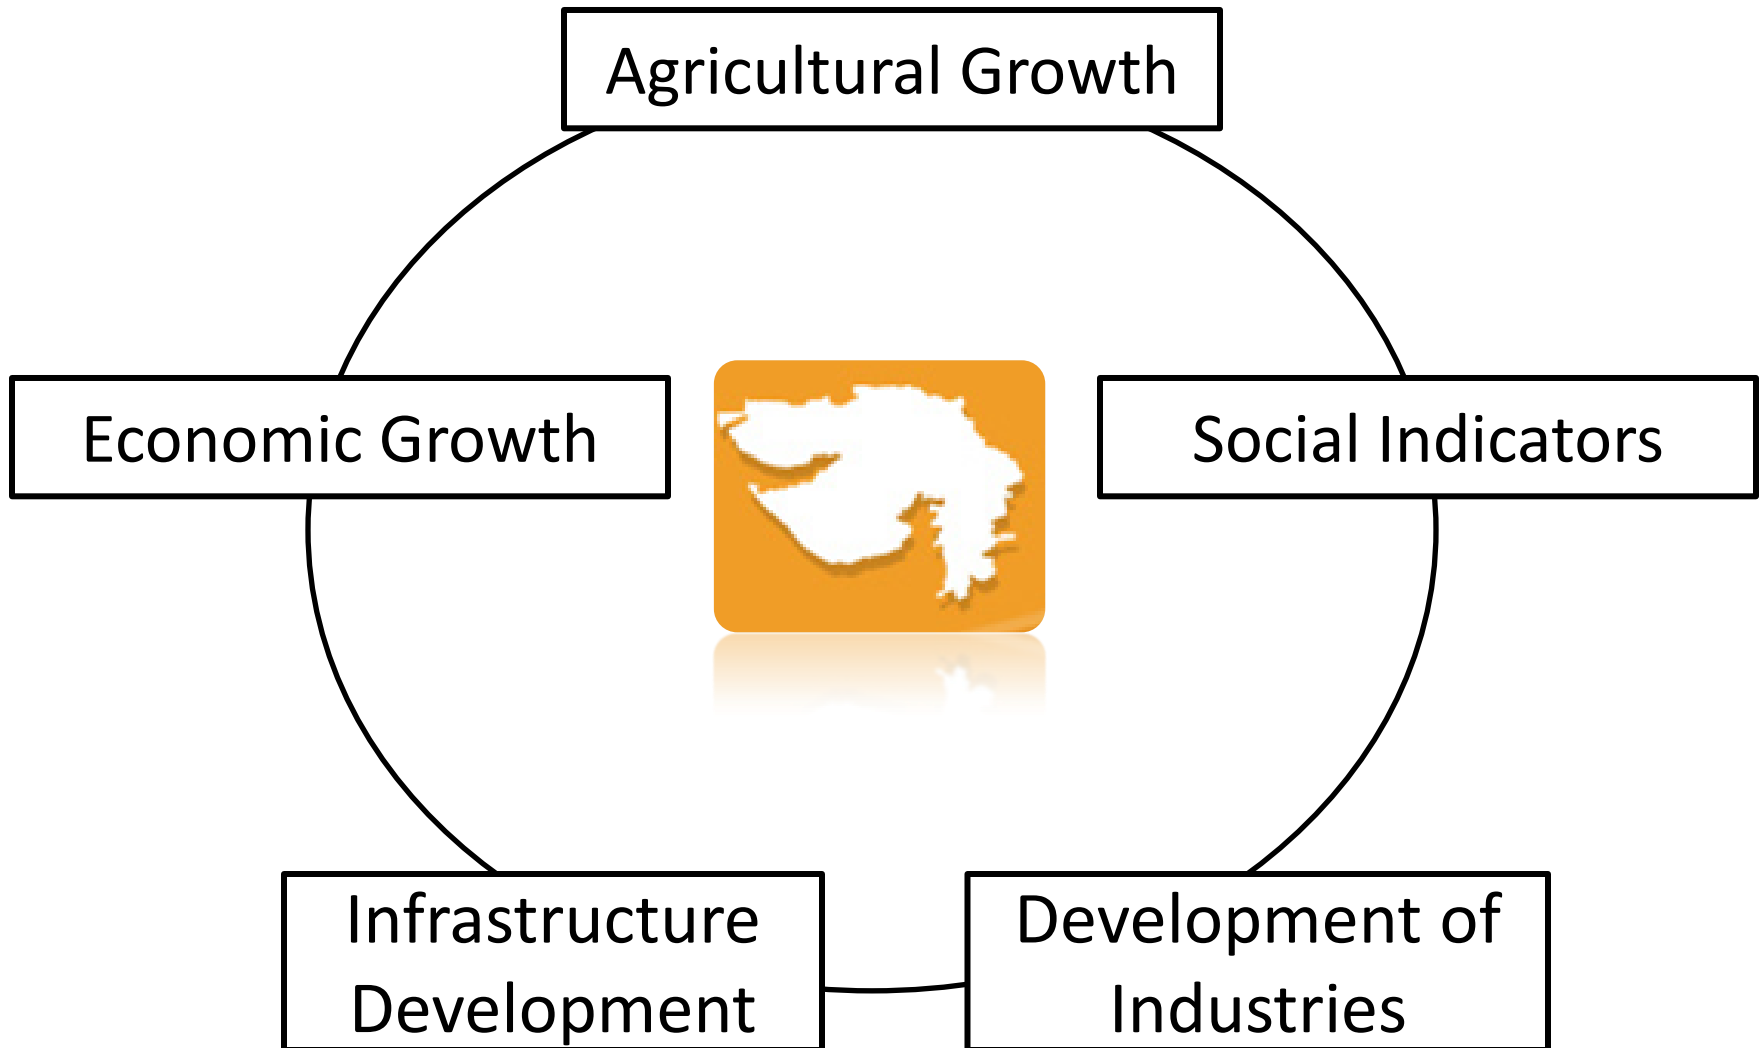 Agricultural Growth
Economic Growth
Social Indicators
Infrastructure
Development
Development of
Industries